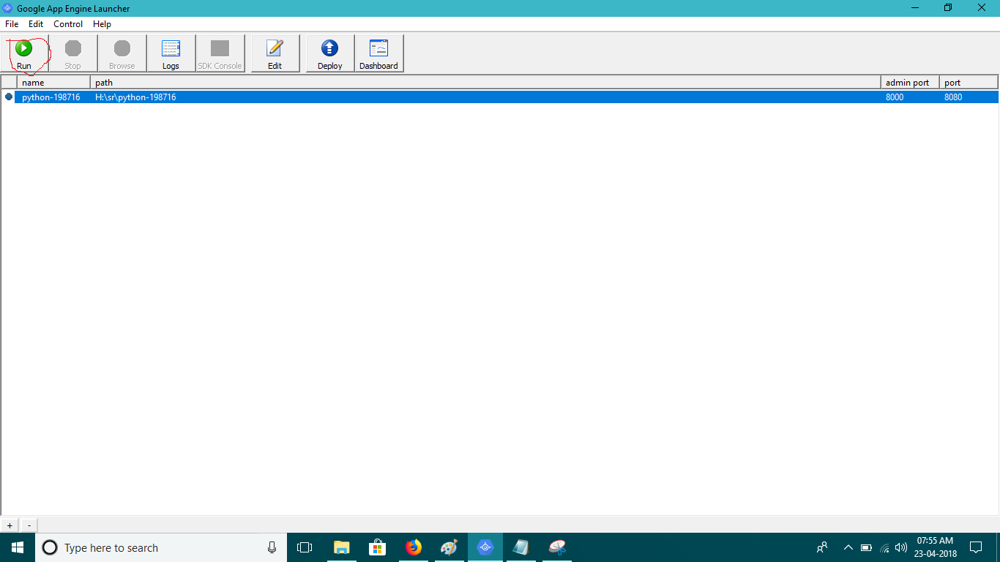 Google App Engine Launcher
File Edit Control Help
Run Stop Browse Logs SDK Console Edit Deploy Dashboard
name path admin port port
python-198716 H:\sr\python-198716 8000 8080
+ -
Type here to search
07:55 AM
23-04-2018